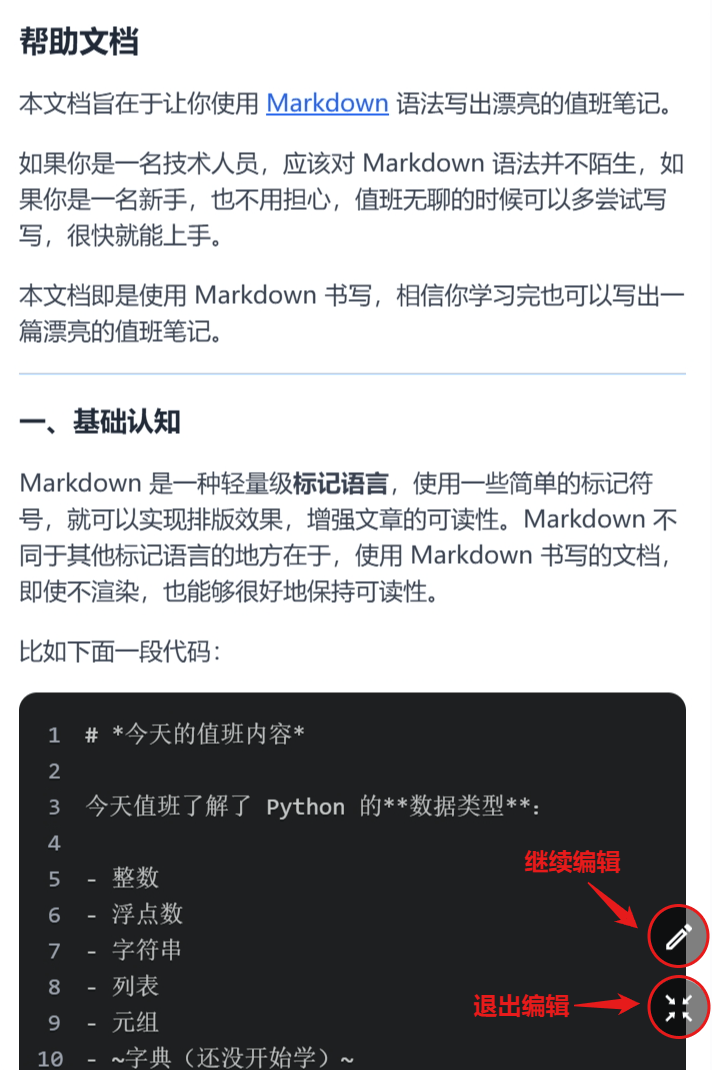 帮助文档
本文档旨在于让你使用 Markdown 语法写出漂亮的值班笔记。
如果你是一名技术人员，应该对 Markdown 语法并不陌生，如
果你是一名新手，也不用担心，值班无聊的时候可以多尝试写
写，很快就能上手。
本文档即是使用 Markdown 书写，相信你学习完也可以写出一
篇漂亮的值班笔记。
一、基础认知
Markdown 是一种轻量级标记语言，使用一些简单的标记符
号，就可以实现排版效果，增强文章的可读性。Markdown 不
同于其他标记语言的地方在于，使用 Markdown 书写的文档，
即使不渲染，也能够很好地保持可读性。
比如下面一段代码：
1 # *今天的值班内容*
2
3 今天值班了解了 Python 的**数据类型**：
4
5 - 整数
6 - 浮点数
7 - 字符串
8 - 列表
9 - 元组
10 - ~字典（还没开始学）~
继续编辑
退出编辑